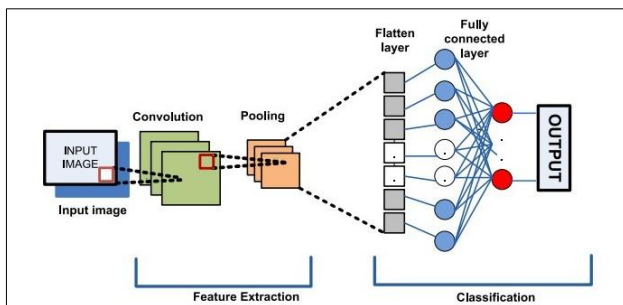 Flatten
layer
Fully
connected
layer
Convolution
Pooling
INPUT
IMAGE
Input image
OUTPUT
Feature Extraction
Classification